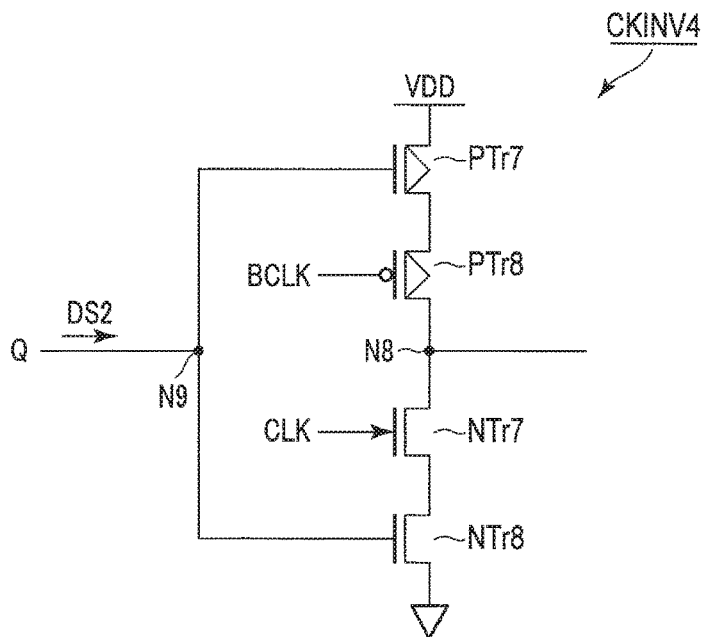 CKINV4
VDD
PTr7
BCLK
PTr8
DS2
Q
N9
N8
CLK
NTr7
NTr8